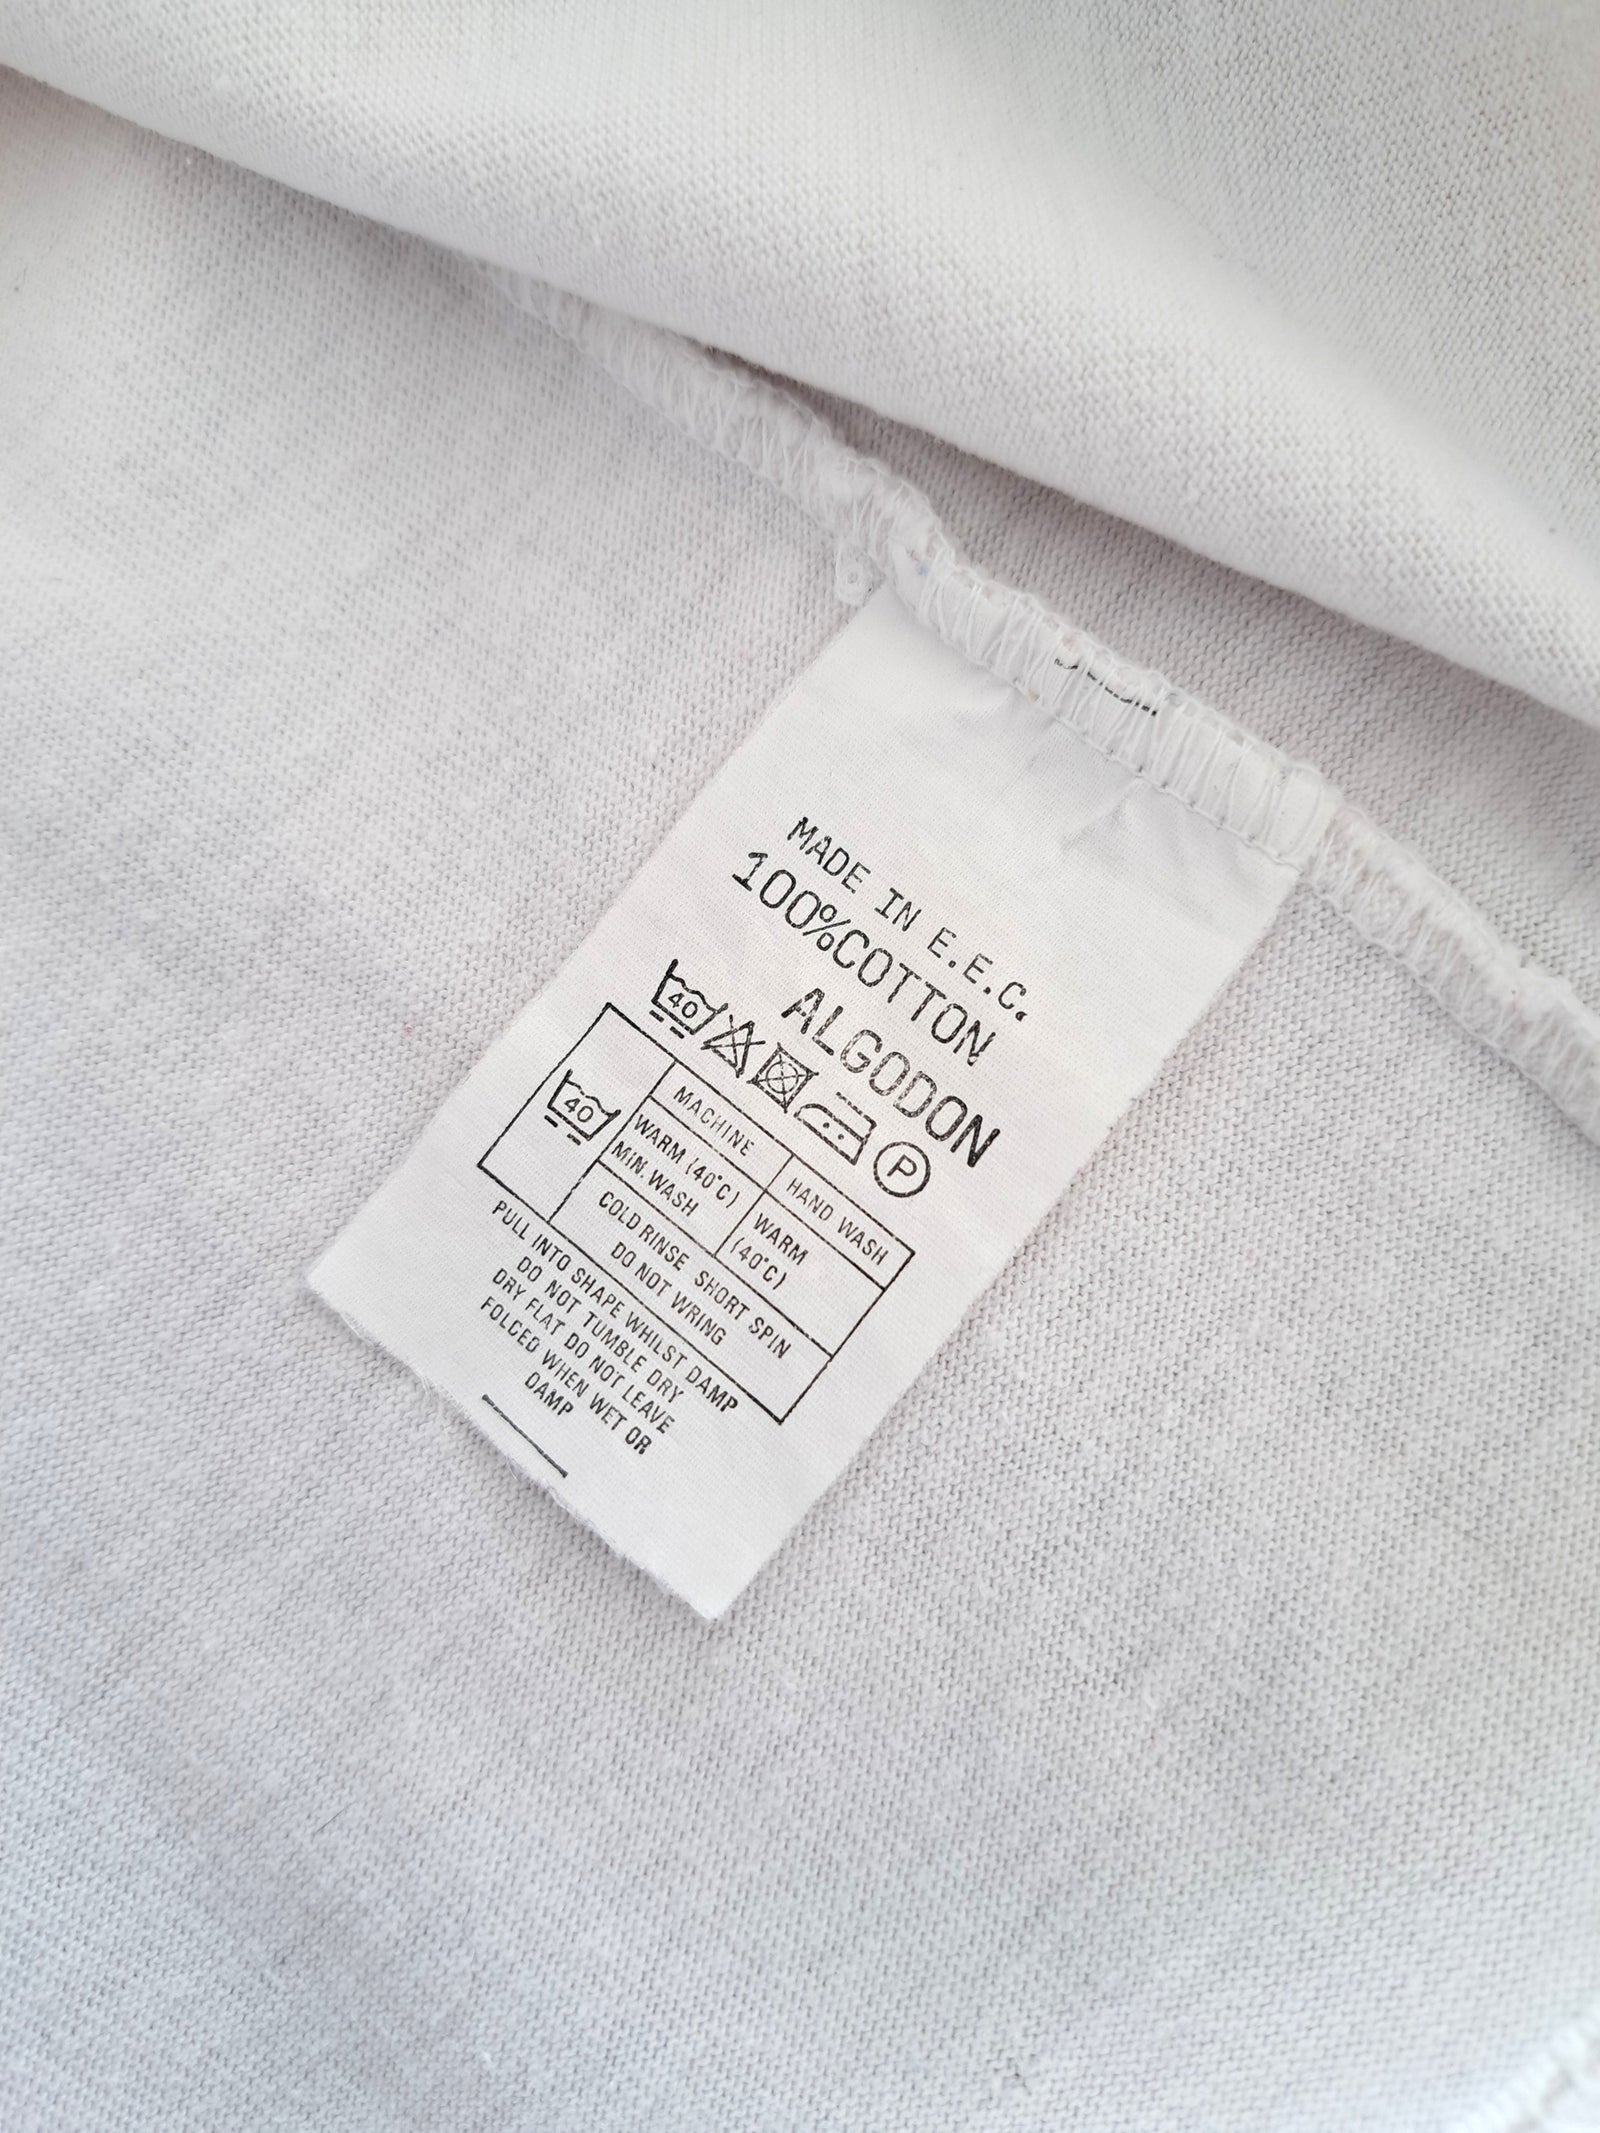 MADE IN E.E.C.
100%COTTON
ALGODON
40 P
MACHINE HAND WASH
40 WARM (40°C) WARM
MIN. WASH (40°C)
COLD RINSE SHORT SPIN
DO NOT WRING
PULL INTO SHAPE WHILST DAMP
DO NOT TUMBLE DRY
DRY FLAT DO NOT LEAVE
FOLCED WHEN WET OR
DAMP